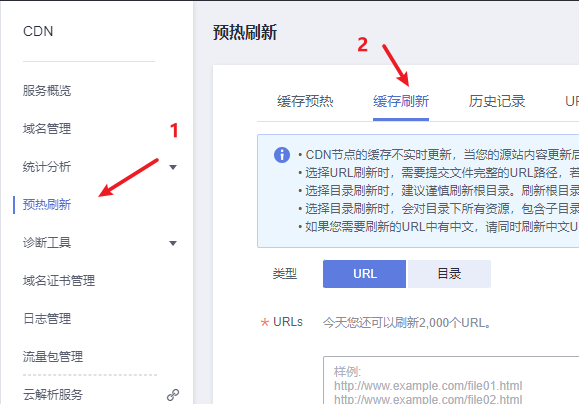 CDN
服务概览
域名管理
统计分析
预热刷新
诊断工具
域名证书管理
日志管理
流量包管理
云解析服务
1
预热刷新
2
缓存预热 缓存刷新 历史记录 UR
• CDN节点的缓存不实时更新，当您的源站内容更新后
• 选择URL刷新时，需要提交文件完整的URL路径，若
• 选择目录刷新时，建议谨慎刷新根目录。刷新根目录
• 选择目录刷新时，会对目录下所有资源，包含子目录
• 如果您需要刷新的URL中有中文，请同时刷新中文U
类型 URL 目录
* URLs 今天您还可以刷新2,000个URL。
样例:
http://www.example.com/file01.html
http://www.example.com/file02.html